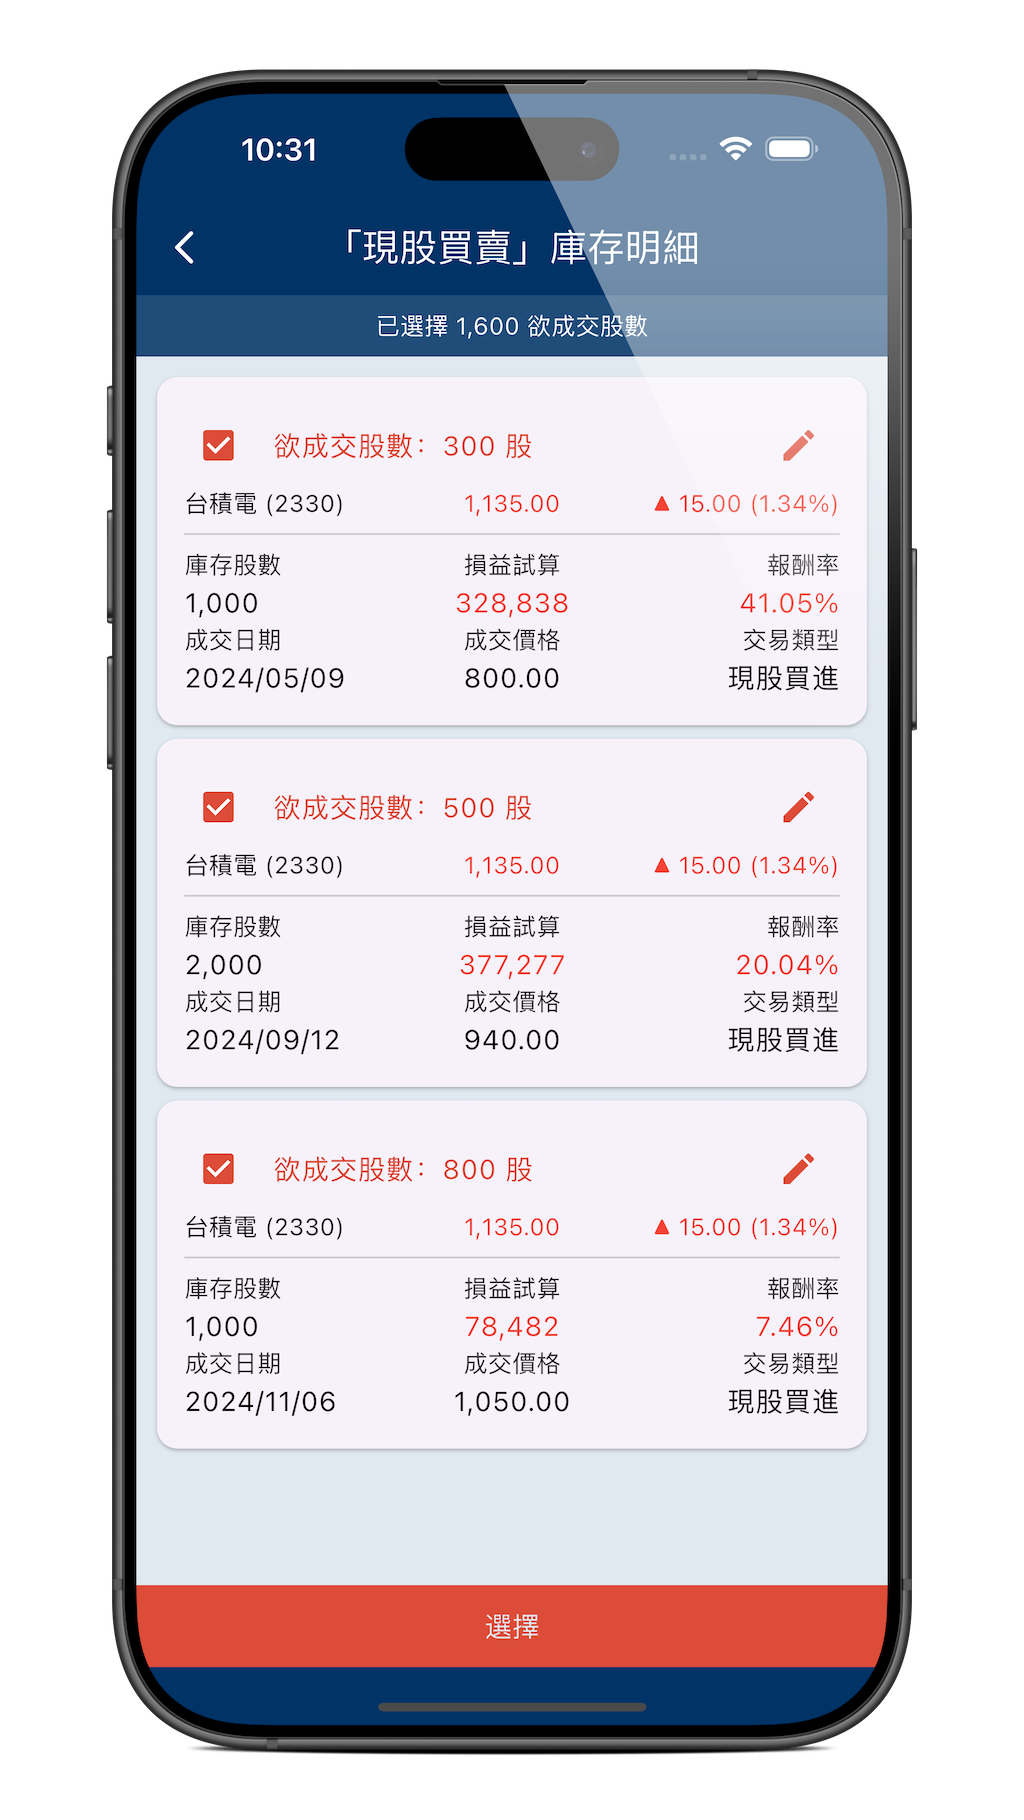 10:31
「現股買賣」庫存明細
已選擇 1,600 欲成交股數
欲成交股數: 300 股
台積電 (2330) 1,135.00 ▲ 15.00 (1.34%)
庫存股數 損益試算 報酬率
1,000 328,838 41.05%
成交日期 成交價格 交易類型
2024/05/09 800.00 現股買進
欲成交股數: 500 股
台積電 (2330) 1,135.00 ▲ 15.00 (1.34%)
庫存股數 損益試算 報酬率
2,000 377,277 20.04%
成交日期 成交價格 交易類型
2024/09/12 940.00 現股買進
欲成交股數: 800 股
台積電 (2330) 1,135.00 ▲ 15.00 (1.34%)
庫存股數 損益試算 報酬率
1,000 78,482 7.46%
成交日期 成交價格 交易類型
2024/11/06 1,050.00 現股買進
選擇